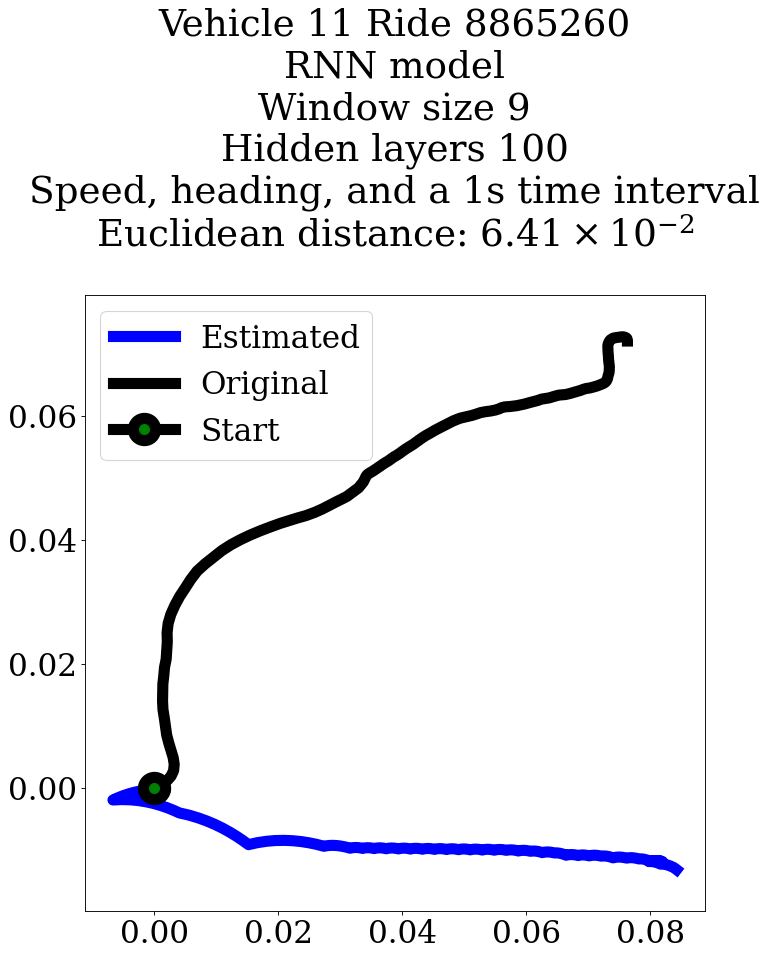 Vehicle 11 Ride 8865260
RNN model
Window size 9
Hidden layers 100
Speed, heading, and a 1s time interval
Euclidean distance: 6.41 × 10⁻²
Estimated
Original
Start
0.06
0.04
0.02
0.00
0.00 0.02 0.04 0.06 0.08